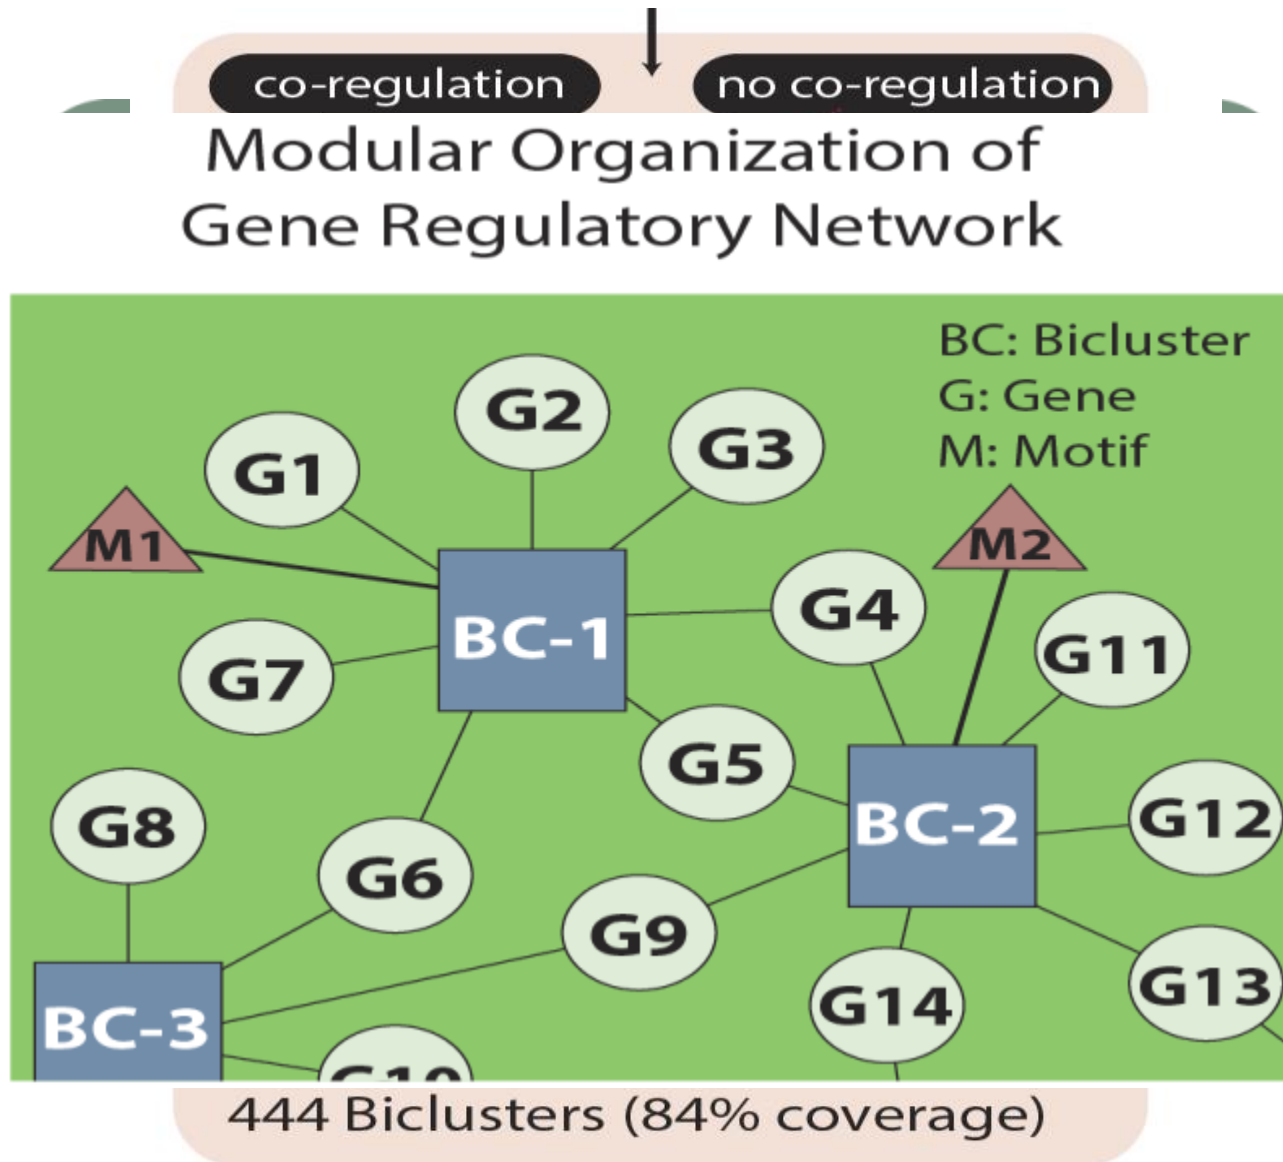 co-regulation no co-regulation
Modular Organization of
Gene Regulatory Network
BC: Bicluster
G: Gene
M: Motif
G2
G3
G1
M1
M2
G4
BC-1
G11
G7
G5
G12
BC-2
G8
G6
G9
G13
G14
BC-3
G10
444 Biclusters (84% coverage)